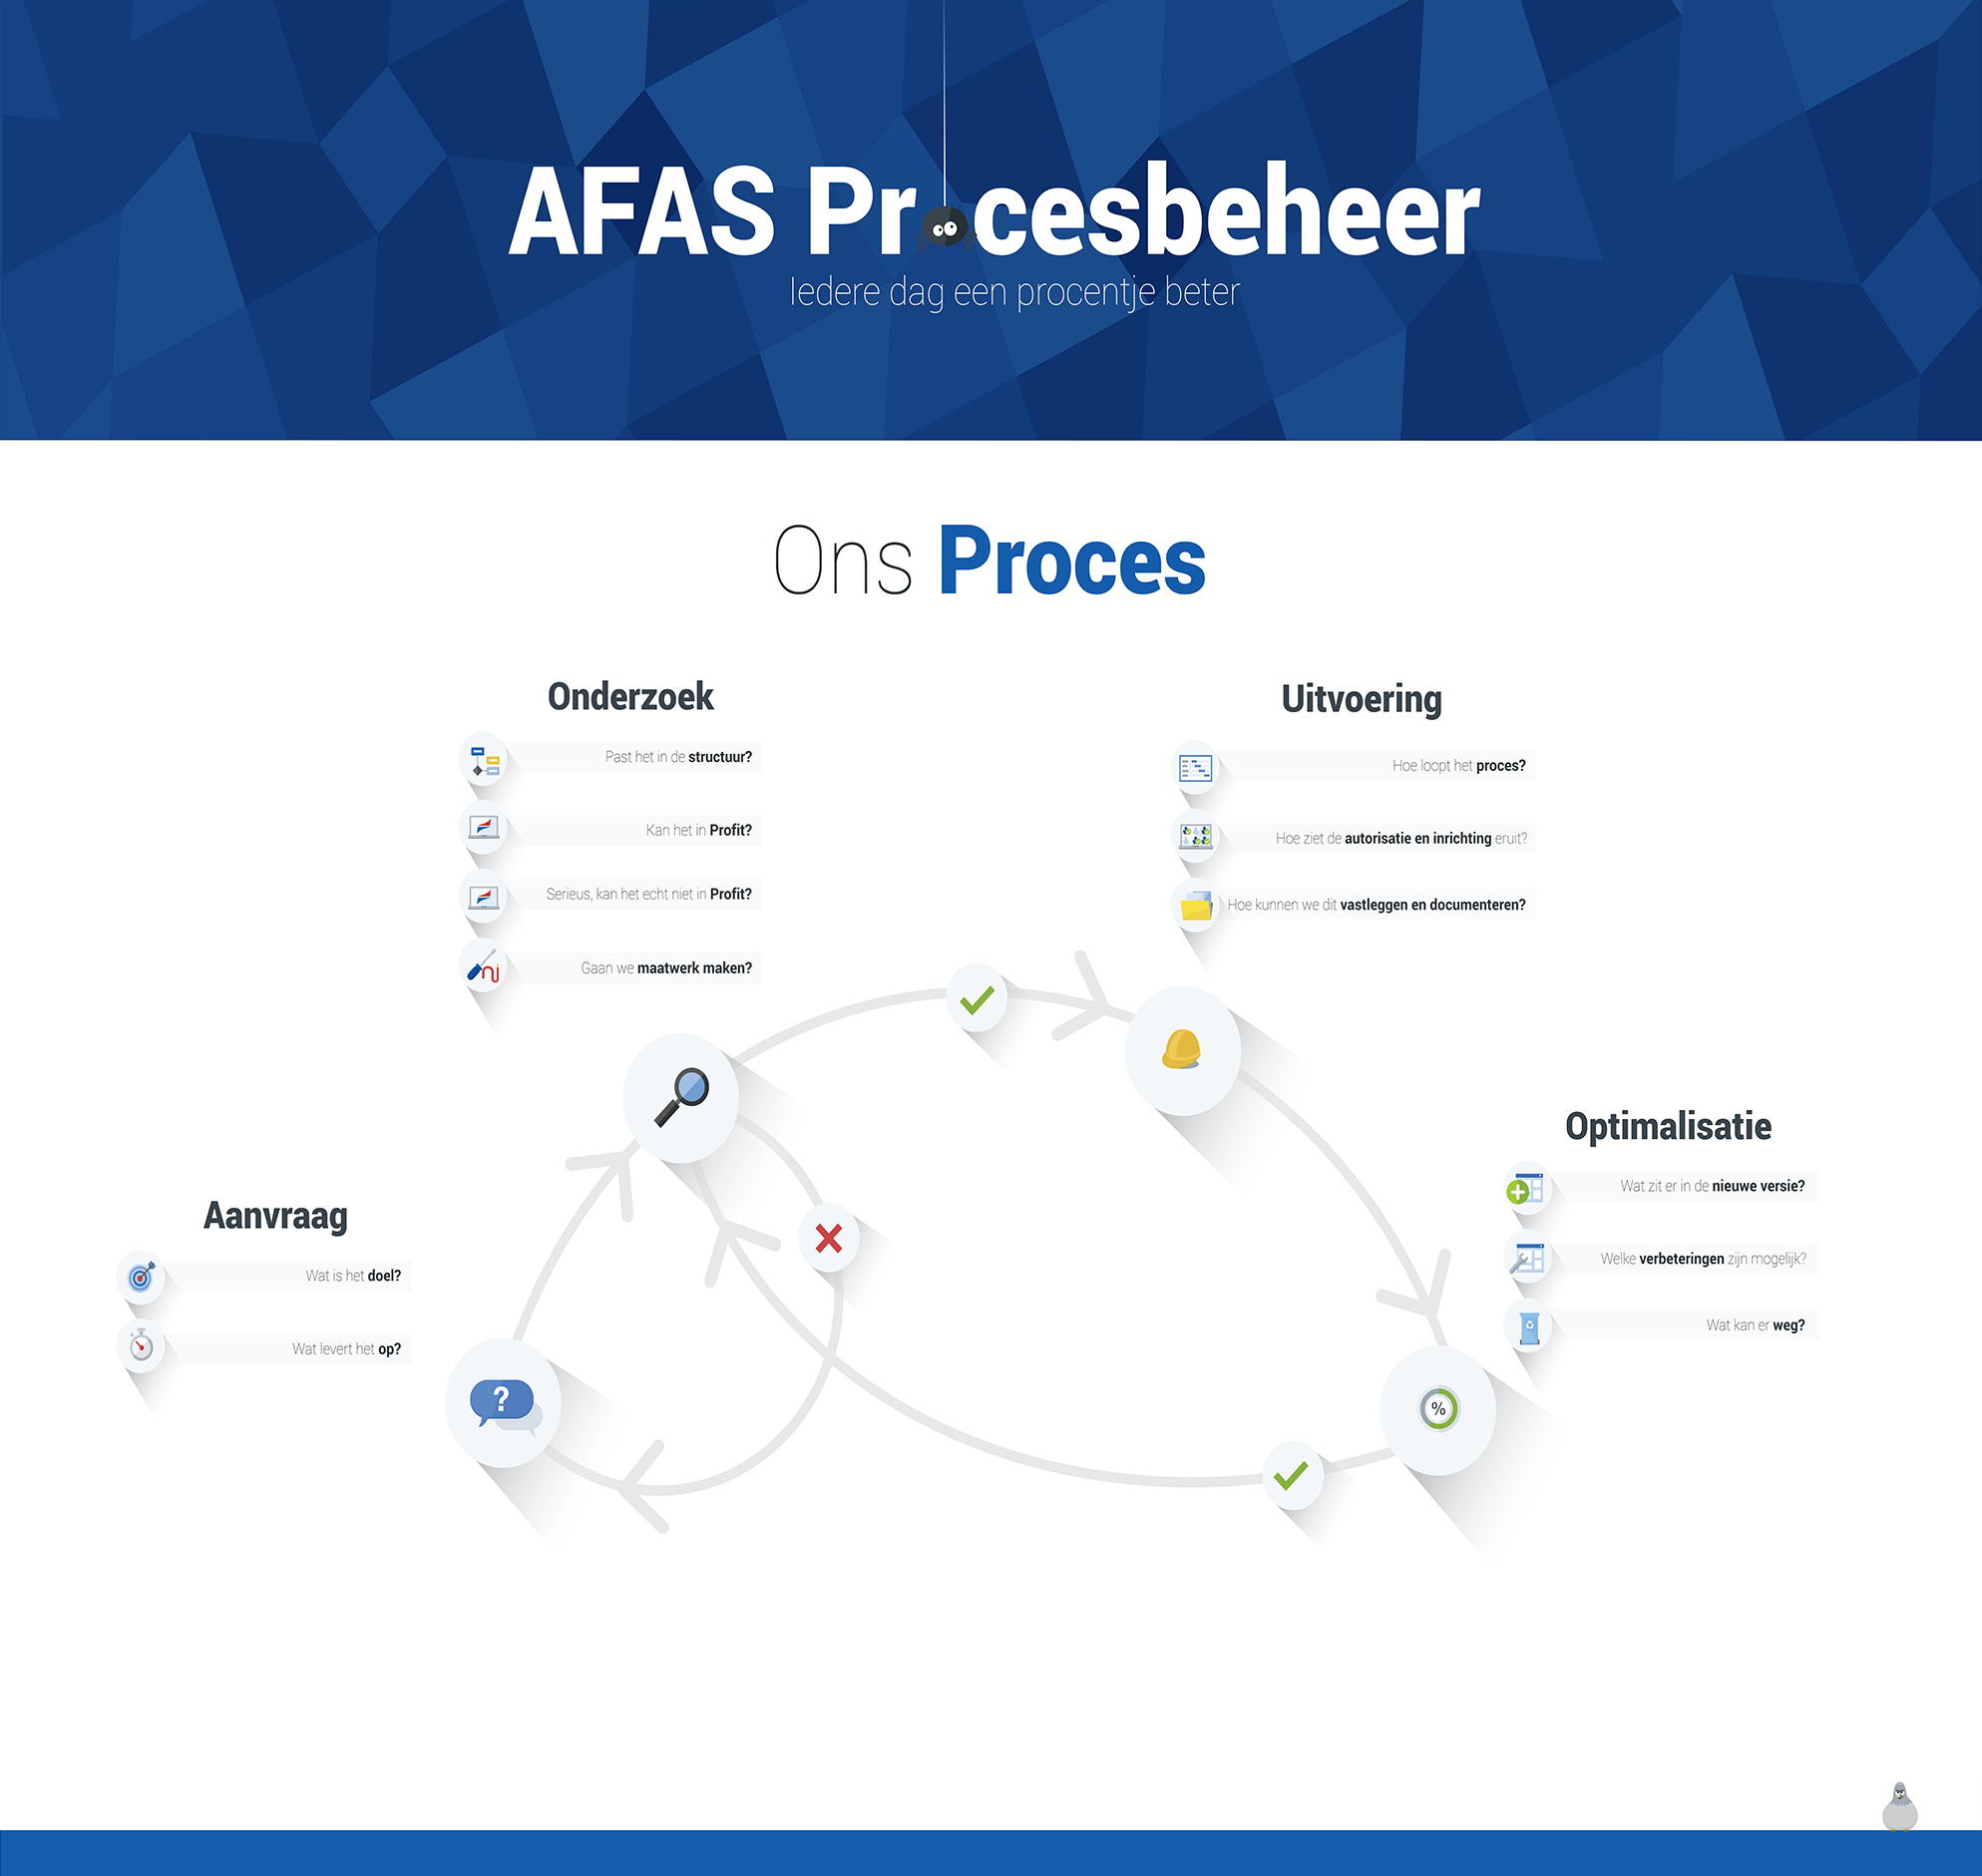 AFAS Pr cesbeheer
Iedere dag een procentje beter
Ons Proces
Onderzoek
Past het in de structuur?
Kan het in Profit?
Serieus, kan het echt niet in Profit?
Gaan we maatwerk maken?
Uitvoering
Hoe loopt het proces?
Hoe ziet de autorisatie en inrichting eruit?
Hoe kunnen we dit vastleggen en documenteren?
Optimalisatie
Wat zit er in de nieuwe versie?
Welke verbeteringen zijn mogelijk?
Wat kan er weg?
Aanvraag
Wat is het doel?
Wat levert het op?
?
%